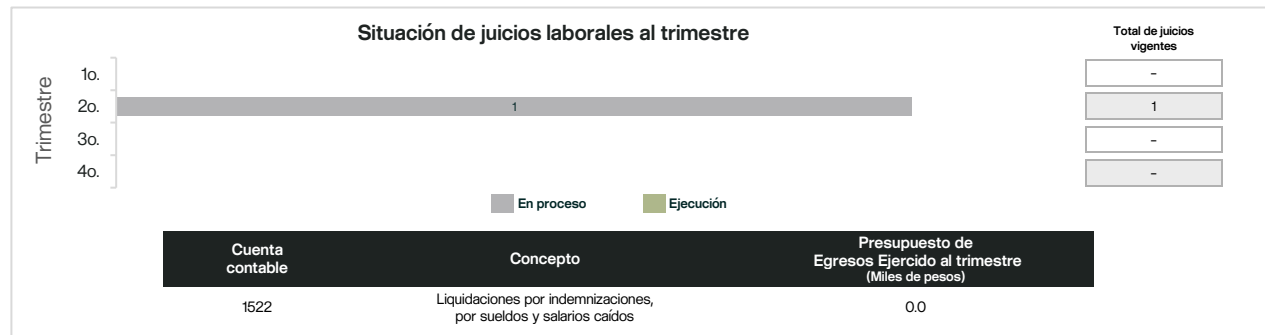 Situación de juicios laborales al trimestre
Total de juicios
vigentes
Trimestre
1o.
-
2o.
1
1
3o.
-
4o.
-
En proceso
Ejecución
Cuenta
contable
Concepto
Presupuesto de
Egresos Ejercido al trimestre
(Miles de pesos)
1522
Liquidaciones por indemnizaciones,
por sueldos y salarios caídos
0.0